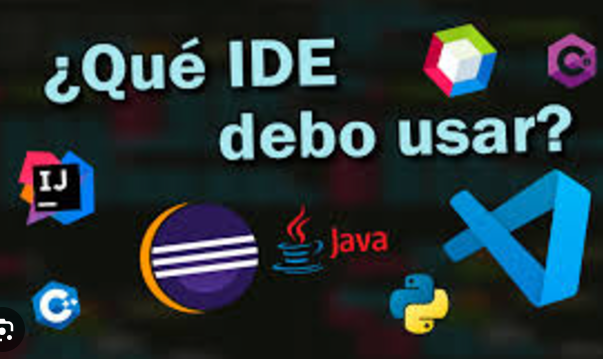 ¿Qué IDE
debo usar?
C#
IJ
Java
C++